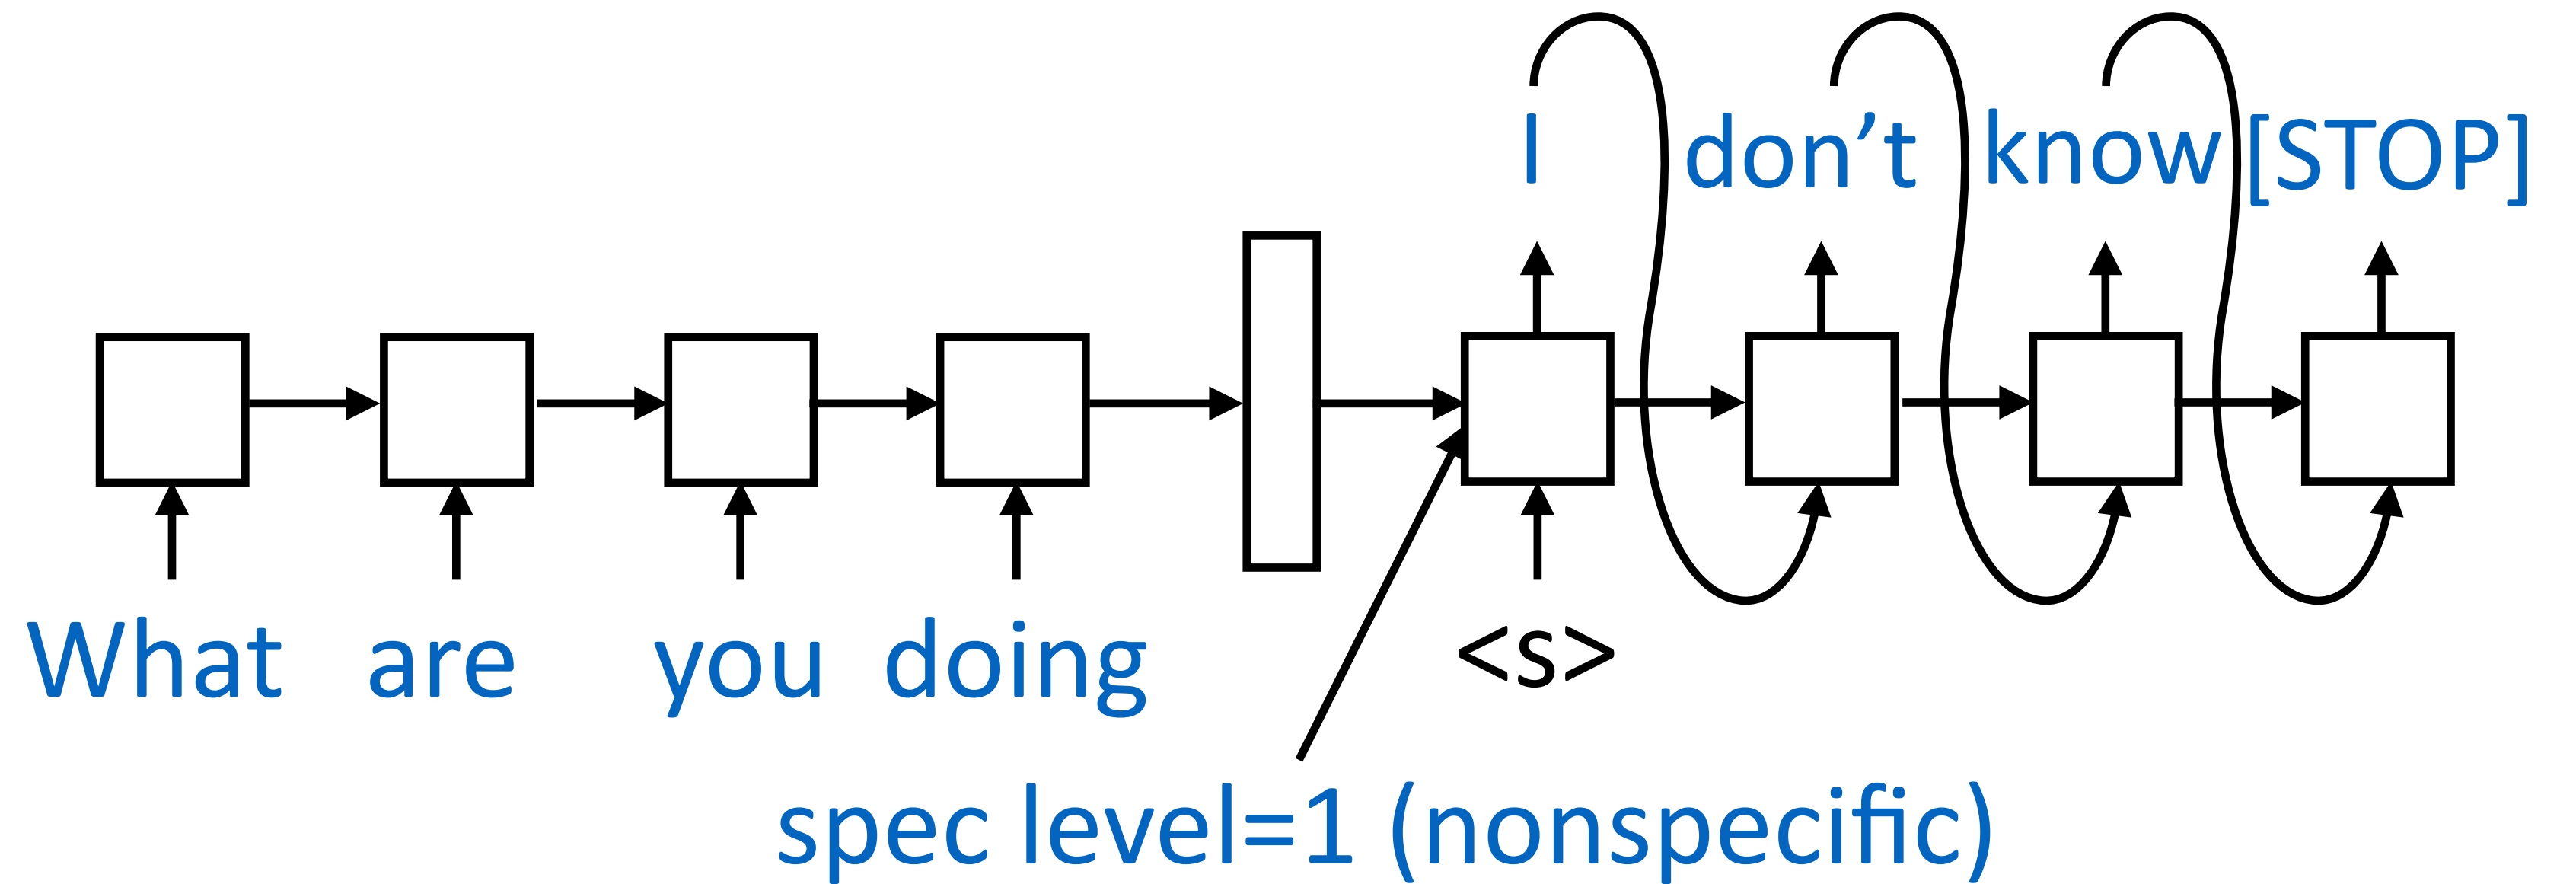 I don’t know [STOP]
What are you doing
<s>
spec level=1 (nonspecific)